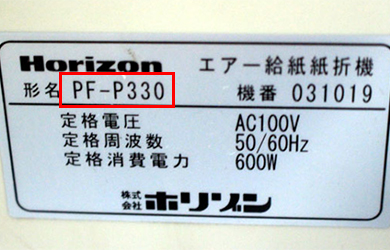 Horizon エアー給紙紙折機
形名 PF-P330 機番 031019
定格電圧 AC100V
定格周波数 50/60Hz
定格消費電力 600W
株式会社 ホリゾン